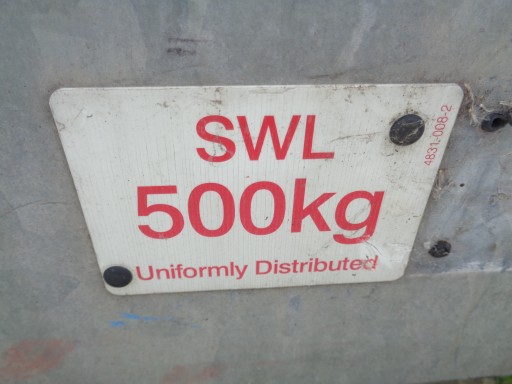 SWL
500kg
Uniformly Distributed
4831-008-2